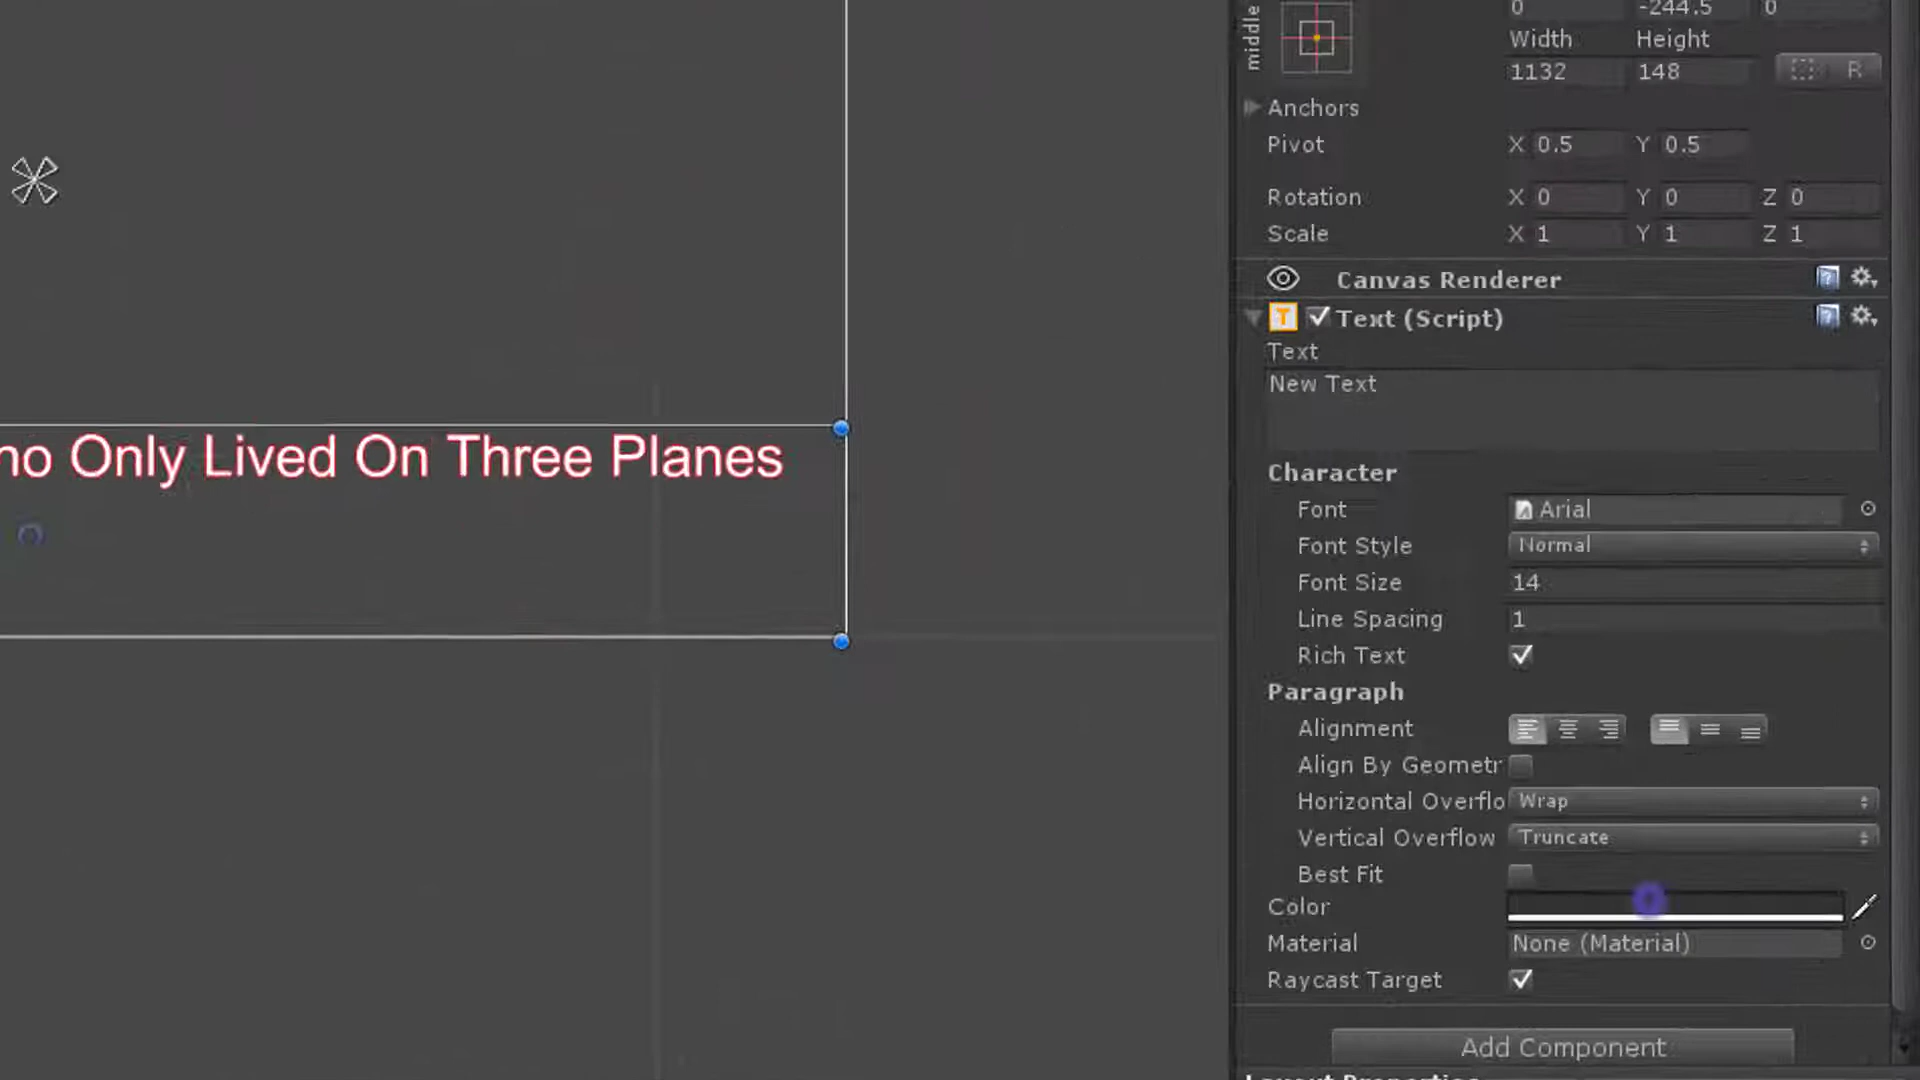 middle
0 -244.5 0
Width Height
1132 148
R
Anchors
Pivot X 0.5 Y 0.5
Rotation X 0 Y 0 Z 0
Scale X 1 Y 1 Z 1
Canvas Renderer
T Text (Script)
Text
New Text
ho Only Lived On Three Planes
Character
Font Arial
Font Style Normal
Font Size 14
Line Spacing 1
Rich Text
Paragraph
Alignment
Align By Geometr
Horizontal Overflo Wrap
Vertical Overflow Truncate
Best Fit
Color
Material None (Material)
Raycast Target
Add Component
Layout Properties